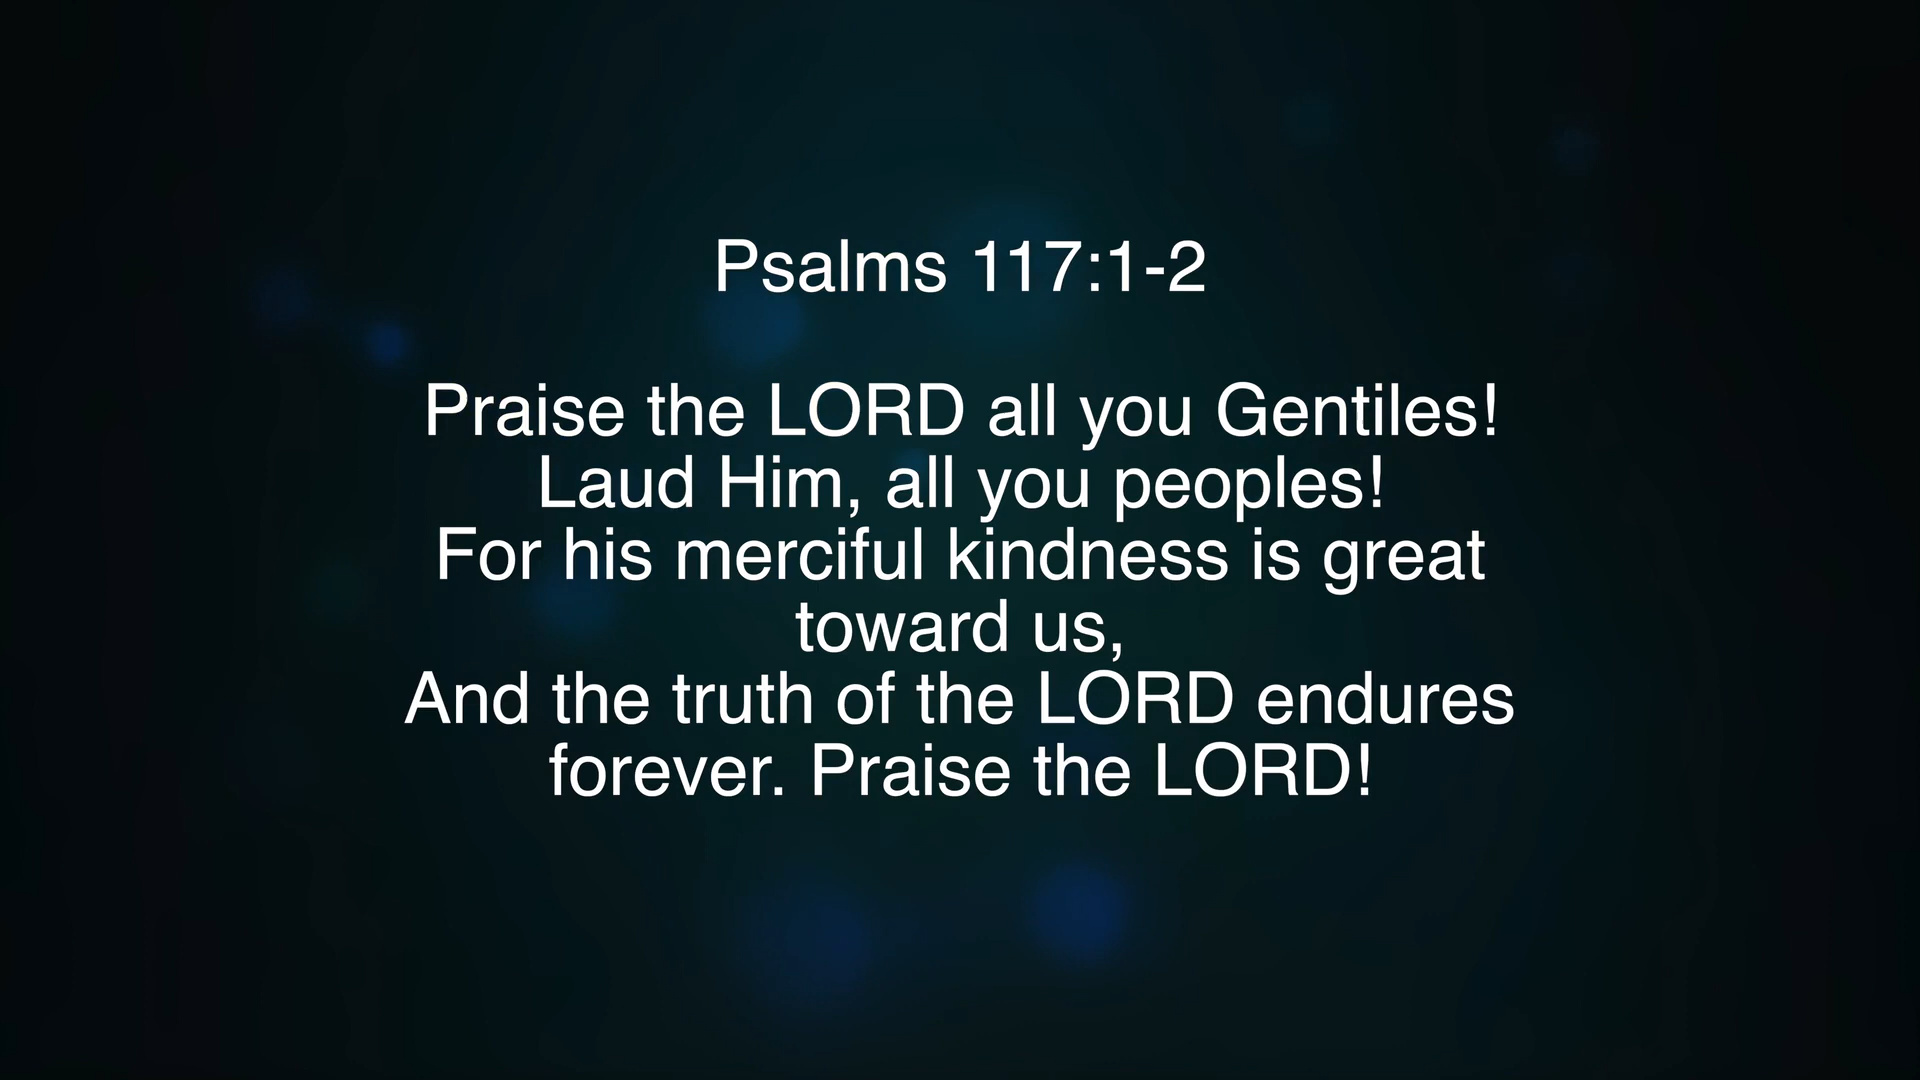 Psalms 117:1-2
Praise the LORD all you Gentiles!
Laud Him, all you peoples!
For his merciful kindness is great
toward us,
And the truth of the LORD endures
forever. Praise the LORD!